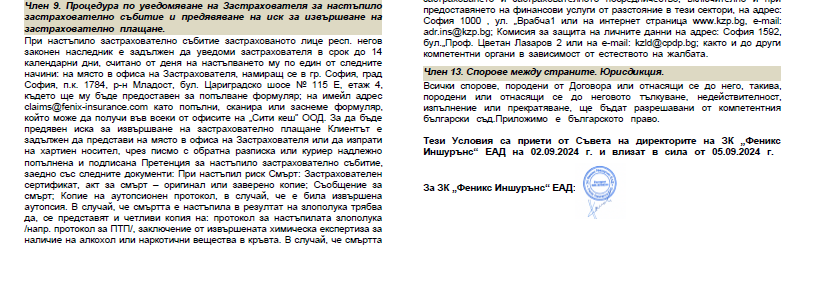 Член 9. Процедура по уведомяване на Застрахователя за настъпило
застрахователно събитие и предявяване на иск за извършване на
застрахователно плащане.
При настъпило застрахователно събитие застрахованото лице респ. негов
законен наследник е задължен да уведоми застрахователя в срок до 14
календарни дни, считано от деня на настъпването му по един от следните
начини: на място в офиса на Застрахователя, намиращ се в гр. София, град
София, п.к. 1784, р-н Младост, бул. Цариградско шосе № 115 Е, етаж 4,
където ще му бъде предоставен за попълване формуляр; на имейл адрес
claims@fenix-insurance.com като попълни, сканира или заснеме формуляр,
който може да получи във всеки от офисите на „Сити кеш" ООД. За да бъде
предявен иска за извършване на застрахователно плащане Клиентът е
задължен да представи на място в офиса на Застрахователя или да изпрати
на хартиен носител, чрез писмо с обратна разписка или куриер надлежно
попълнена и подписана Претенция за настъпило застрахователно събитие,
заедно със следните документи: При настъпил риск Смърт: Застрахователен
сертификат, акт за смърт – оригинал или заверено копие; Съобщение за
смърт; Копие на аутопсионен протокол, в случай, че е била извършена
аутопсия. В случай, че смъртта е настъпила в резултат на злополука трябва
да, се представят и четливи копия на: протокол за настъпилата злополука
/напр. протокол за ПТП/, заключение от извършената химическа експертиза за
наличие на алкохол или наркотични вещества в кръвта. В случай, че смъртта
предоставянето на финансови услуги от разстояние в тези сектори, на адрес:
София 1000 , ул. „Врабча1 или на интернет страница www.kzp.bg, e-mail:
adr.ins@kzp.bg; Комисия за защита на личните данни на адрес: София 1592,
бул.„Проф. Цветан Лазаров 2 или на e-mail: kzld@cpdp.bg; както и до други
компетентни органи в зависимост от естеството на жалбата.
Член 13. Спорове между страните. Юрисдикция.
Всички спорове, породени от Договора или отнасящи се до него, такива,
породени или отнасящи се до неговото тълкуване, недействителност,
изпълнение или прекратяване, ще бъдат разрешавани от компетентния
български съд.Приложимо е българското право.
Тези Условия са приети от Съвета на директорите на ЗК „Феникс
Иншурънс" ЕАД на 02.09.2024 г. и влизат в сила от 05.09.2024 г.
За ЗК „Феникс Иншурънс" ЕАД: